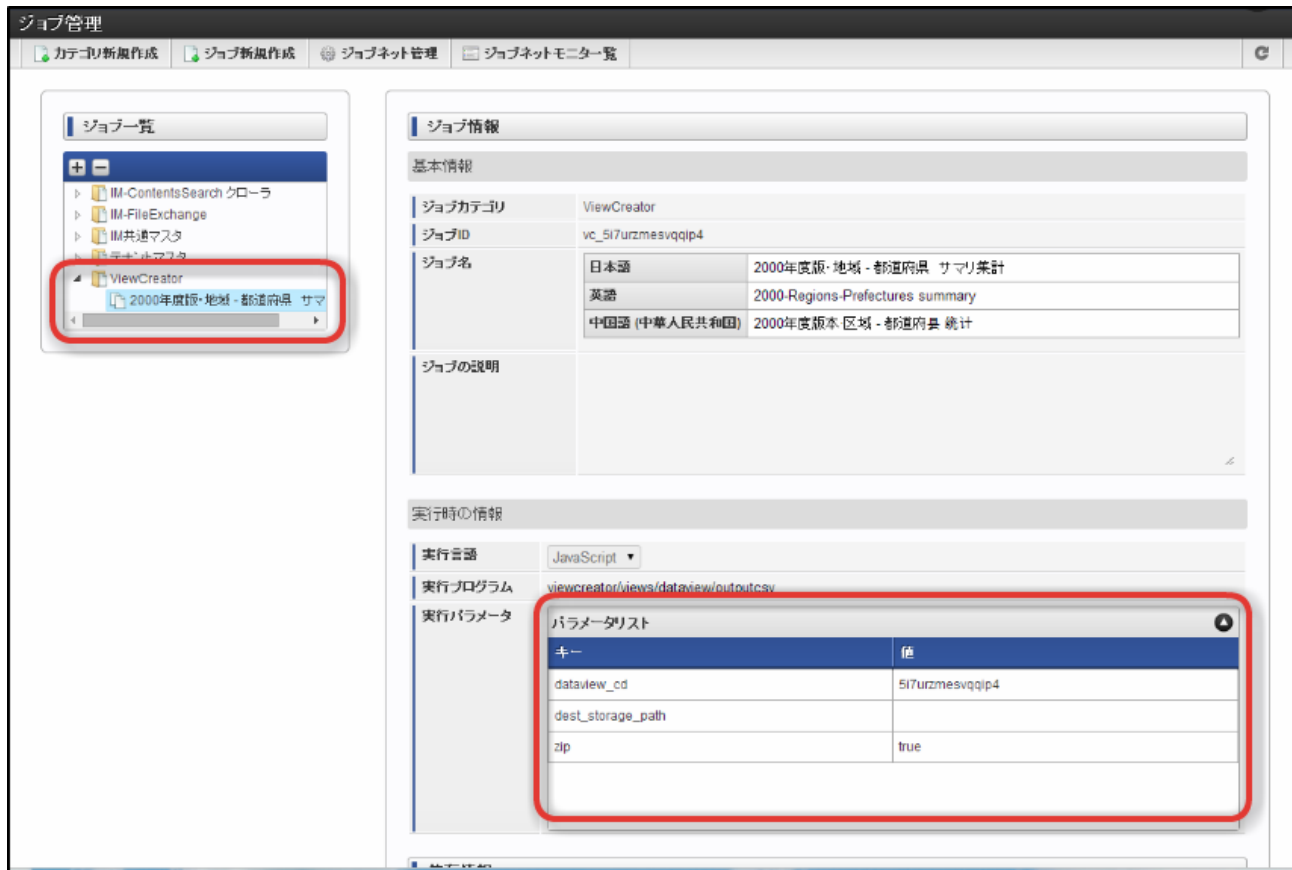 ジョブ管理
カテゴリ新規作成 ジョブ新規作成 ジョブネット管理 ジョブネットモニター覧
ジョブ一覧
IM-ContentsSearch クローラ
IM-FileExchange
IM共通マスタ
テナントマスタ
ViewCreator
2000年度版・地域 - 都道府県 サマ
ジョブ情報
基本情報
ジョブカテゴリ ViewCreator
ジョブID vc_5i7urzmesvqqip4
ジョブ名 日本語 2000年度版・地域 - 都道府県 サマリ集計
英語 2000-Regions-Prefectures summary
中国語 (中華人民共和国) 2000年度版本·区域 - 都道府县 统计
ジョブの説明
実行時の情報
実行言語 JavaScript
実行プログラム viewcreator/views/dataview/outputcsv
実行パラメータ パラメータリスト
キー 値
dataview_cd 5i7urzmesvqqip4
dest_storage_path
zip true